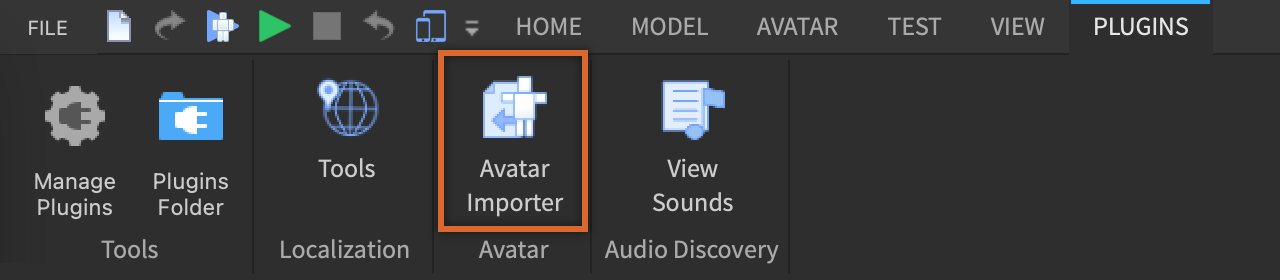 FILE HOME MODEL AVATAR TEST VIEW PLUGINS
Manage Plugins
Plugins Folder
Tools
Avatar Importer
View Sounds
Tools Localization Avatar Audio Discovery